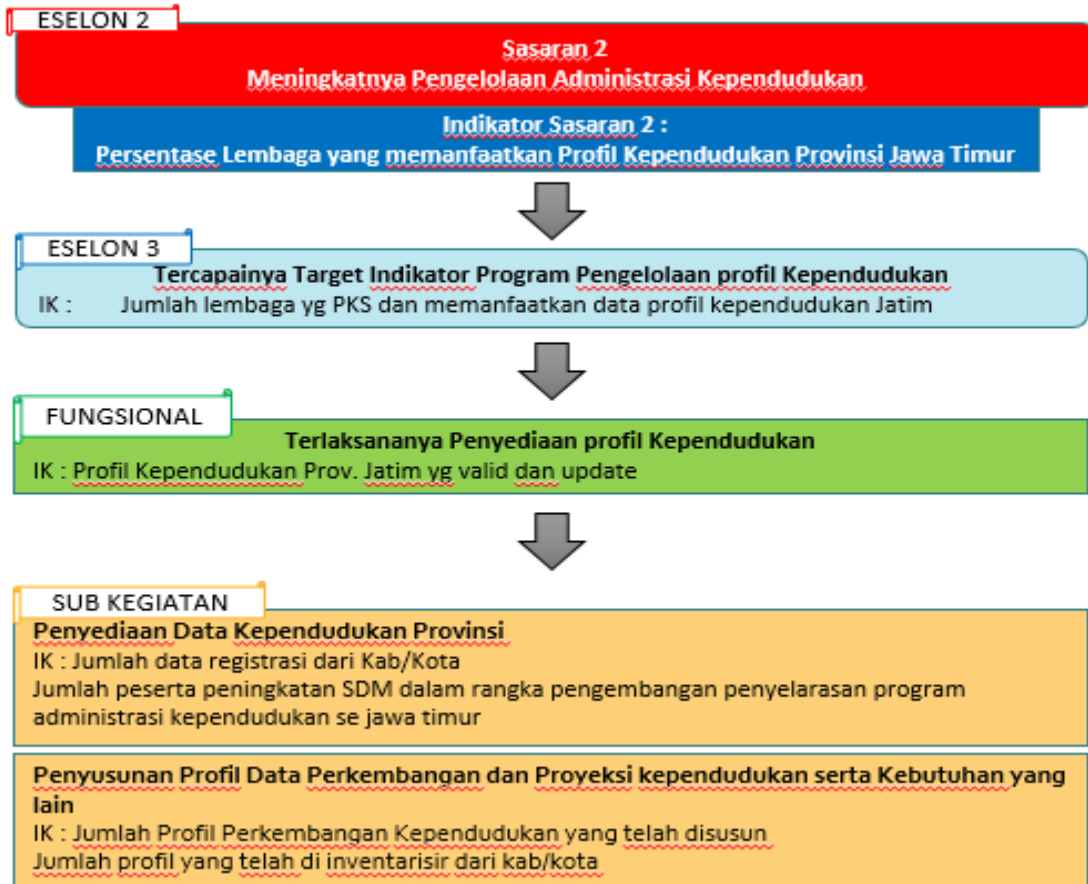 ESELON 2
Sasaran 2
Meningkatnya Pengelolaan Administrasi Kependudukan
Indikator Sasaran 2 :
Persentase Lembaga yang memanfaatkan Profil Kependudukan Provinsi Jawa Timur
ESELON 3
Tercapainya Target Indikator Program Pengelolaan profil Kependudukan
IK : Jumlah lembaga yg PKS dan memanfaatkan data profil kependudukan Jatim
FUNGSIONAL
Terlaksananya Penyediaan profil Kependudukan
IK : Profil Kependudukan Prov. Jatim yg valid dan update
SUB KEGIATAN
Penyediaan Data Kependudukan Provinsi
IK : Jumlah data registrasi dari Kab/Kota
Jumlah peserta peningkatan SDM dalam rangka pengembangan penyelarasan program
administrasi kependudukan se jawa timur
Penyusunan Profil Data Perkembangan dan Proyeksi kependudukan serta Kebutuhan yang
lain
IK : Jumlah Profil Perkembangan Kependudukan yang telah disusun
Jumlah profil yang telah di inventarisir dari kab/kota